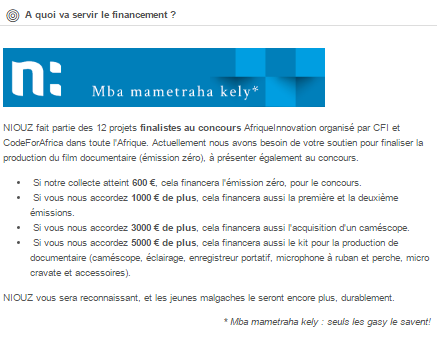 A quoi va servir le financement ?
n:
Mba mametraha kely*
NIOUZ fait partie des 12 projets finalistes au concours AfriqueInnovation organisé par CFI et
CodeForAfrica dans toute l'Afrique. Actuellement nous avons besoin de votre soutien pour finaliser la
production du film documentaire (émission zéro), à présenter également au concours.
• Si notre collecte atteint 600 €, cela financera l'émission zéro, pour le concours.
• Si vous nous accordez 1000 € de plus, cela financera aussi la première et la deuxième
émissions.
• Si vous nous accordez 3000 € de plus, cela financera aussi l'acquisition d'un caméscope.
• Si vous nous accordez 5000 € de plus, cela financera aussi le kit pour la production de
documentaire (caméscope, éclairage, enregistreur portatif, microphone à ruban et perche, micro
cravate et accessoires).
NIOUZ vous sera reconnaissant, et les jeunes malgaches le seront encore plus, durablement.
* Mba mametraha kely : seuls les gasy le savent!